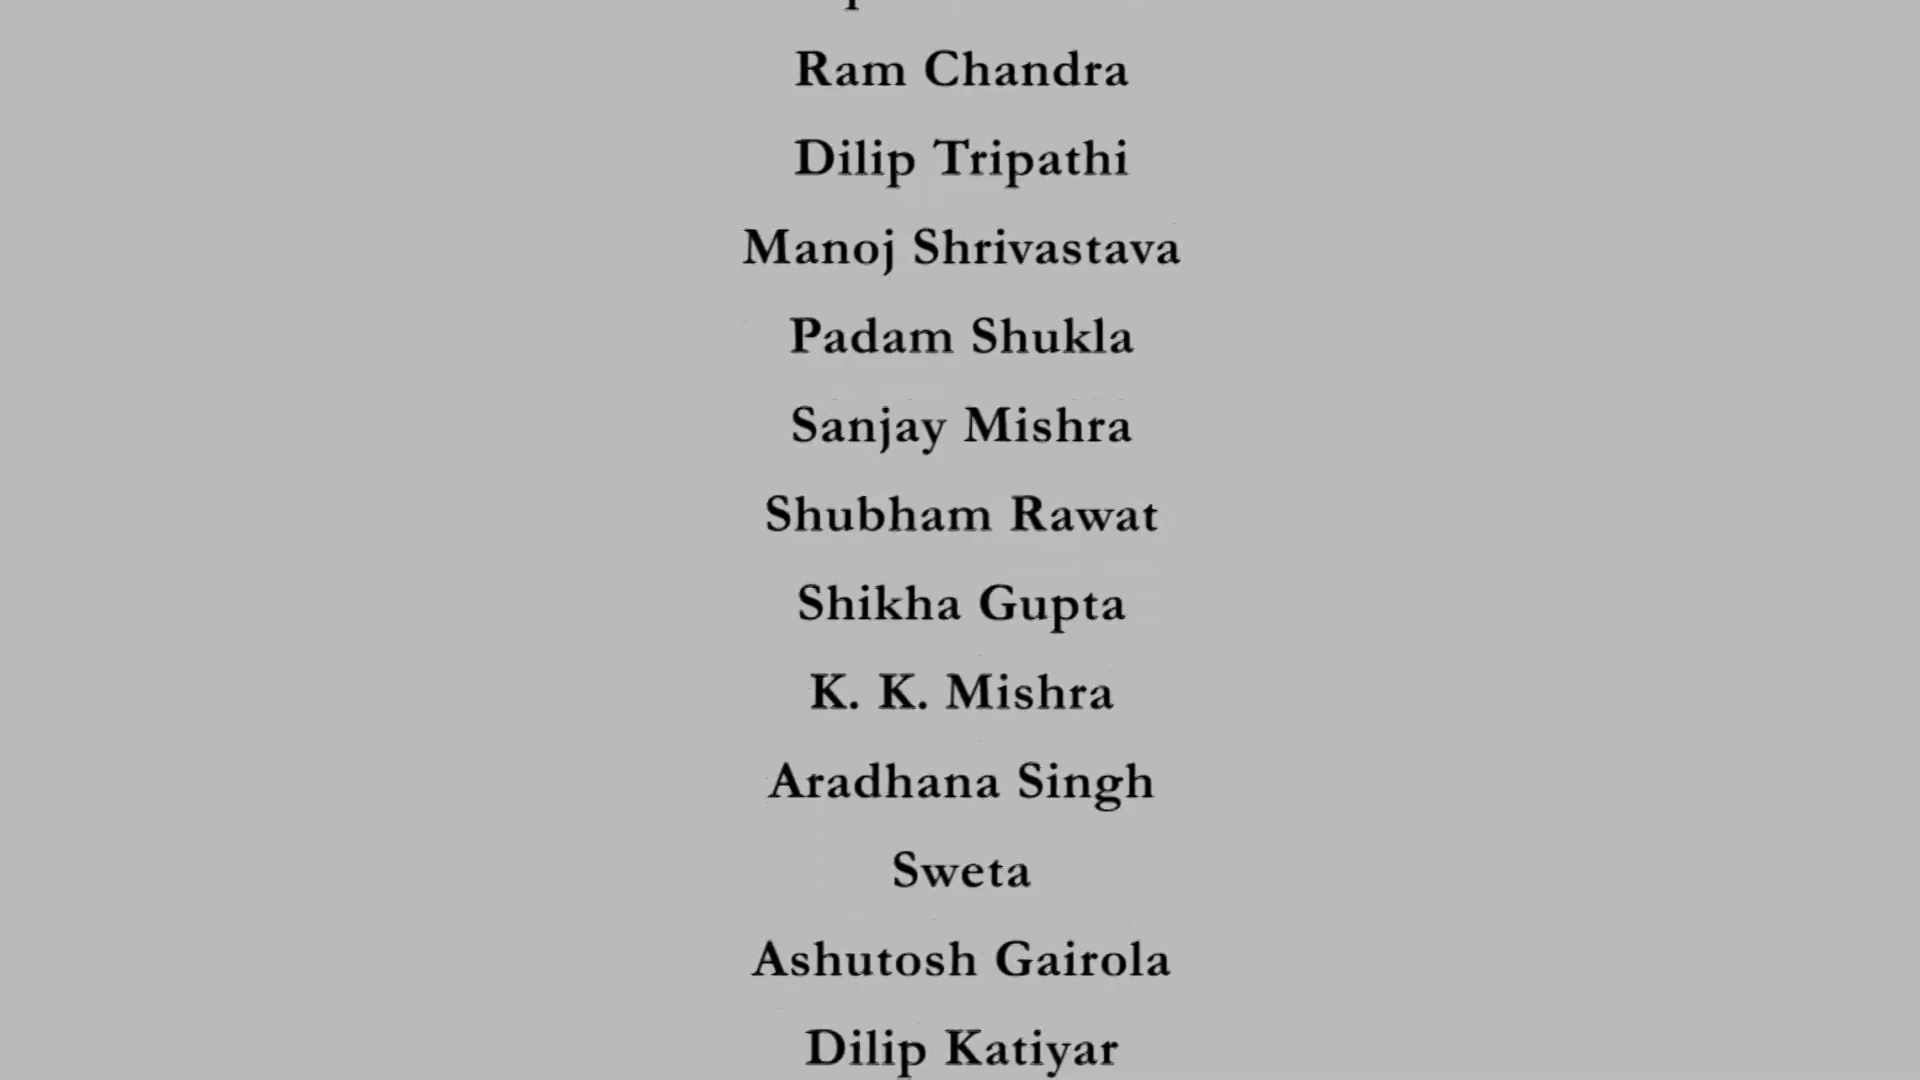 Ram Chandra
Dilip Tripathi
Manoj Shrivastava
Padam Shukla
Sanjay Mishra
Shubham Rawat
Shikha Gupta
K. K. Mishra
Aradhana Singh
Sweta
Ashutosh Gairola
Dilip Katiyar